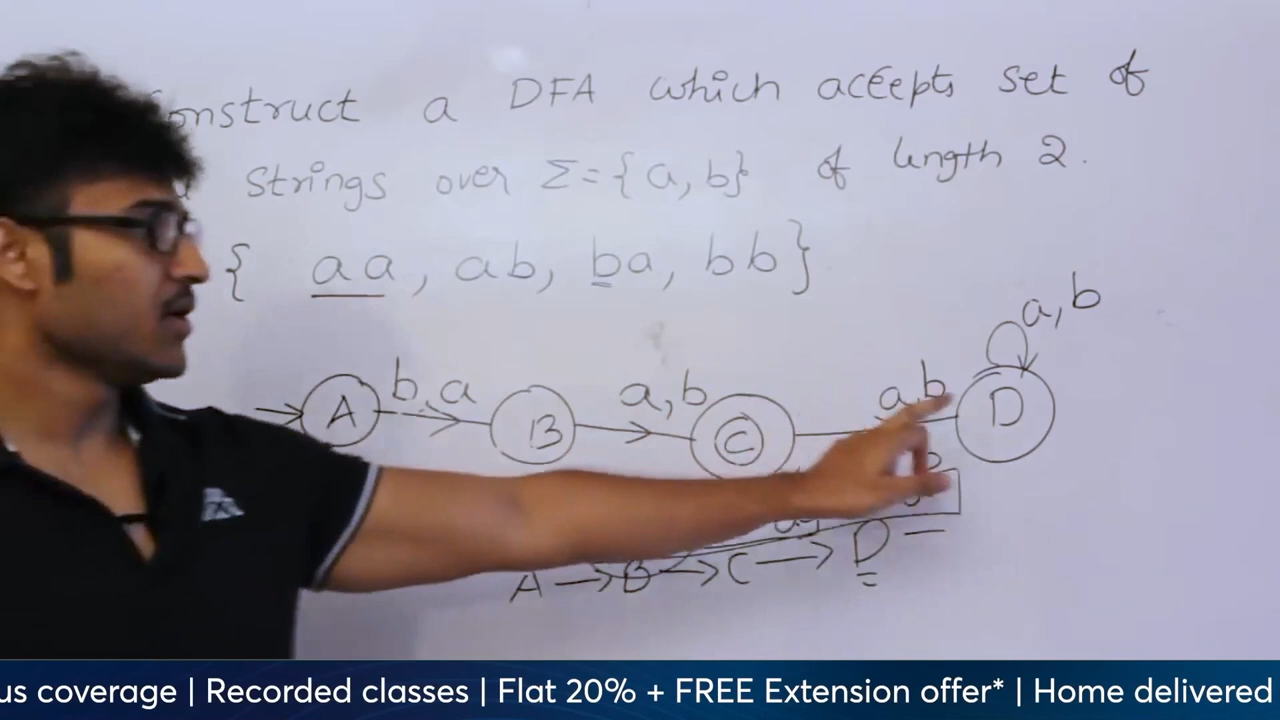 onstruct a DFA which accepts set of
strings over Σ={a,b} of length 2.
{ aa, ab, ba, bb}
a,b
b,a a,b a,b
A B C D
A → B → C → D
us coverage | Recorded classes | Flat 20% + FREE Extension offer* | Home delivered